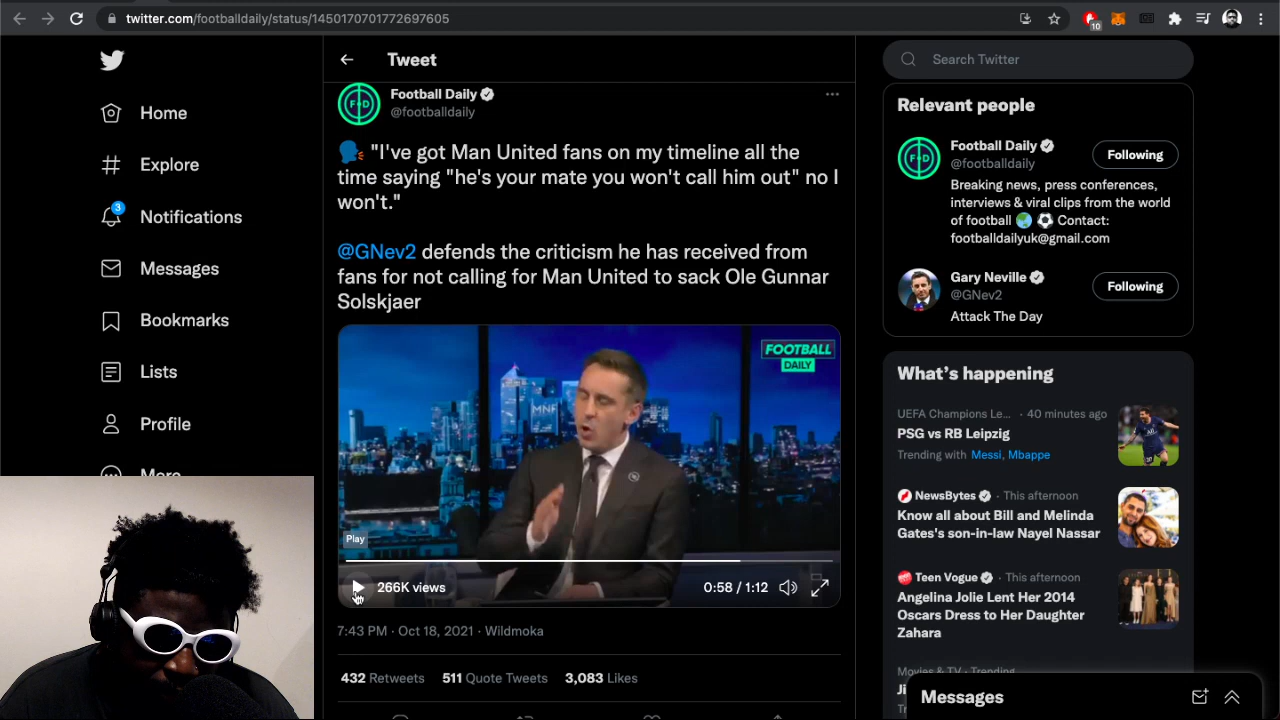 twitter.com/footballdaily/status/1450170701772697605
10
Home
Explore
3
Notifications
Messages
Bookmarks
Lists
Profile
More
Tweet
Football Daily
@footballdaily
"I've got Man United fans on my timeline all the
time saying "he's your mate you won't call him out" no I
won't."
@GNev2 defends the criticism he has received from
fans for not calling for Man United to sack Ole Gunnar
Solskjaer
FOOTBALL
DAILY
MNF
Play
266K views
0:58 / 1:12
7:43 PM · Oct 18, 2021 · Wildmoka
432 Retweets 511 Quote Tweets 3,083 Likes
Search Twitter
Relevant people
Football Daily
@footballdaily
Following
Breaking news, press conferences,
interviews & viral clips from the world
of football Contact:
footballdailyuk@gmail.com
Gary Neville
@GNev2
Following
Attack The Day
What's happening
UEFA Champions Le... · 40 minutes ago
PSG vs RB Leipzig
Trending with Messi, Mbappe
NewsBytes · This afternoon
Know all about Bill and Melinda
Gates's son-in-law Nayel Nassar
Teen Vogue · This afternoon
Angelina Jolie Lent Her 2014
Oscars Dress to Her Daughter
Zahara
Movies & TV · Trending
Messages